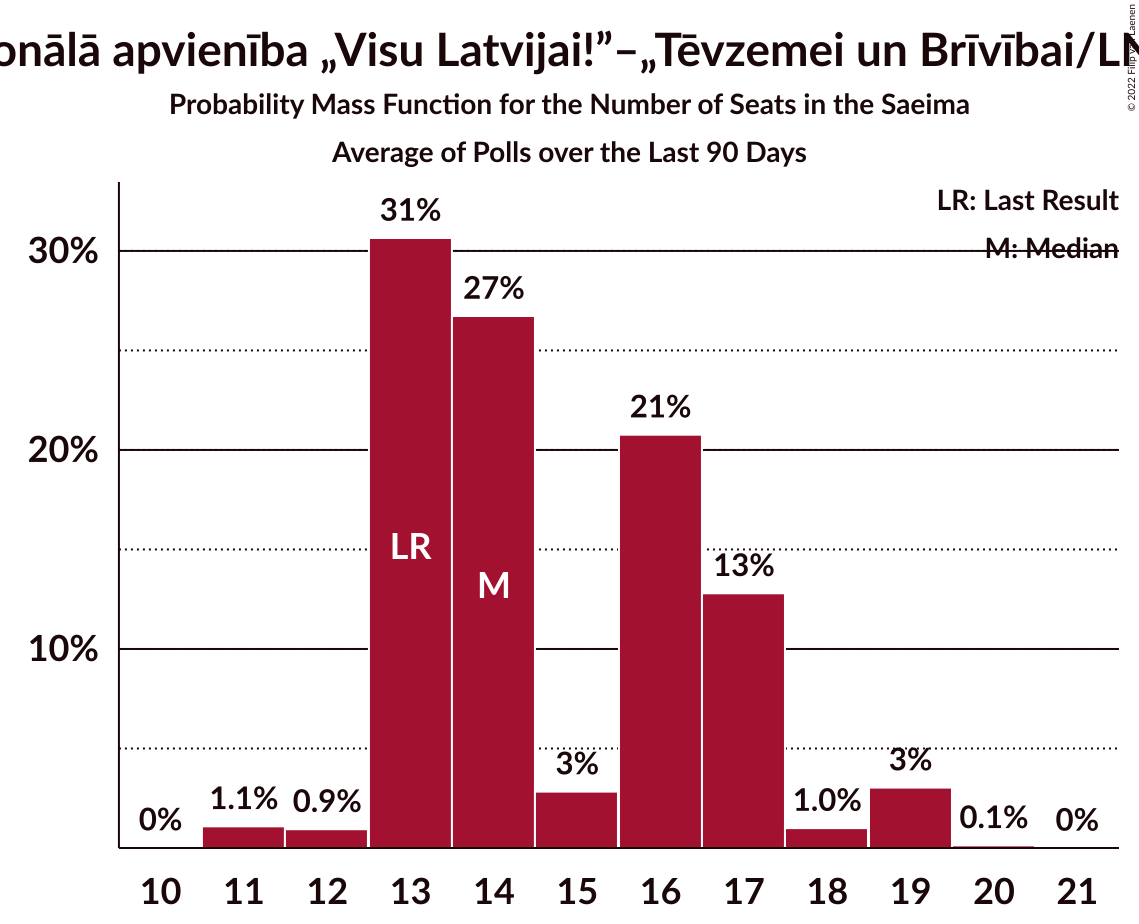 onālā apvienība „Visu Latvijai!”–„Tēvzemei un Brīvībai/LN
Probability Mass Function for the Number of Seats in the Saeima
Average of Polls over the Last 90 Days
© 2022 Filip van Laenen
LR: Last Result
M: Median
30%
20%
10%
0%
1.1%
0.9%
31%
27%
3%
21%
13%
1.0%
3%
0.1%
0%
LR
M
10 11 12 13 14 15 16 17 18 19 20 21